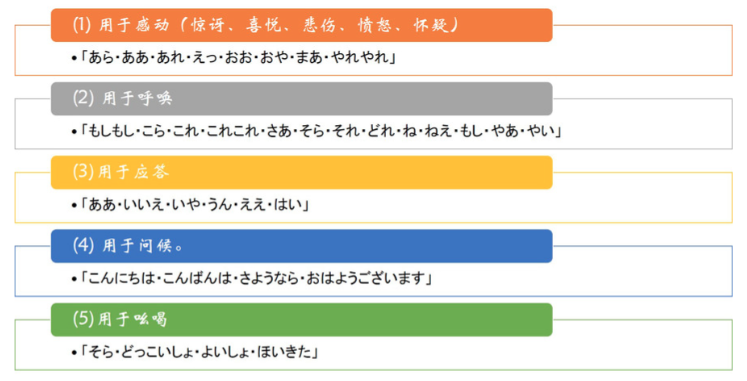 (1) 用于感动（惊讶、喜悦、悲伤、愤怒、怀疑）
•「あら・ああ・あれ・えっ・おお・おや・まあ・やれやれ」
(2) 用于呼唤
•「もしもし・こら・これ・これこれ・さあ・そら・それ・どれ・ね・ねえ・もし・やあ・やい」
(3)用于应答
•「ああ・いいえ・いや・うん・ええ・はい」
(4) 用于问候。
•「こんにちは・こんばんは・さようなら・おはようございます」
(5)用于吆喝
•「そら・どっこいしょ・よいしょ・ほいきた」